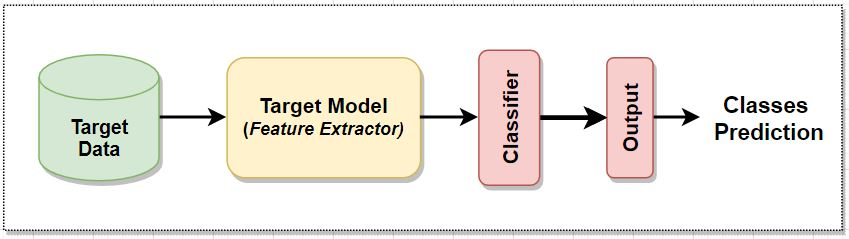 Target
Data
Target Model
(Feature Extractor)
Classifier
Output
Classes
Prediction